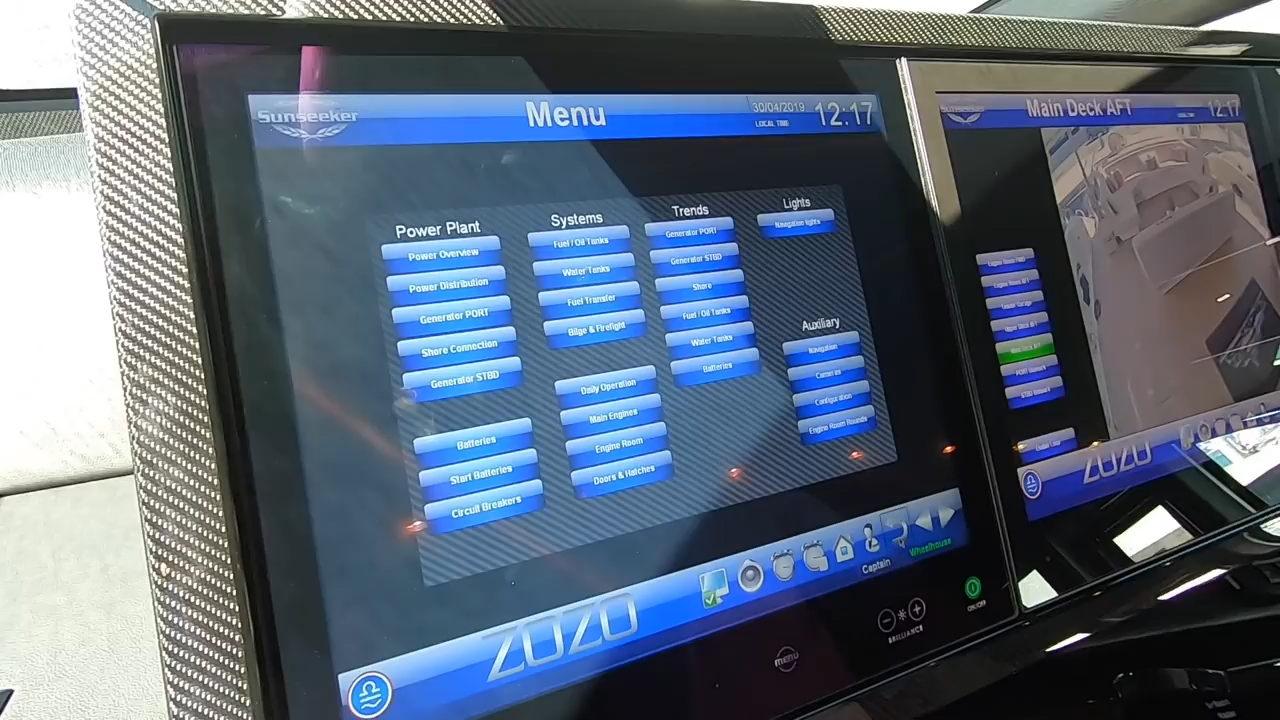 Sunseeker
Menu
30/04/2019
LOCAL TIME
12:17
Power Plant
Power Overview
Power Distribution
Generator PORT
Shore Connection
Generator STBD
Batteries
Start Batteries
Circuit Breakers
Systems
Fuel / Oil Tanks
Water Tanks
Fuel Transfer
Bilge & Firefight
Daily Operation
Main Engines
Engine Room
Doors & Hatches
Trends
Generator PORT
Generator STBD
Shore
Fuel / Oil Tanks
Water Tanks
Batteries
Lights
Navigation lights
Auxiliary
Navigation
Cameras
Configuration
Engine Room Rounds
Captain
Wheelhouse
ZOZO
menu
BRILLIANCE
ON/OFF
Sunseeker
Main Deck AFT
12:17
Main Deck AFT
ZOZO